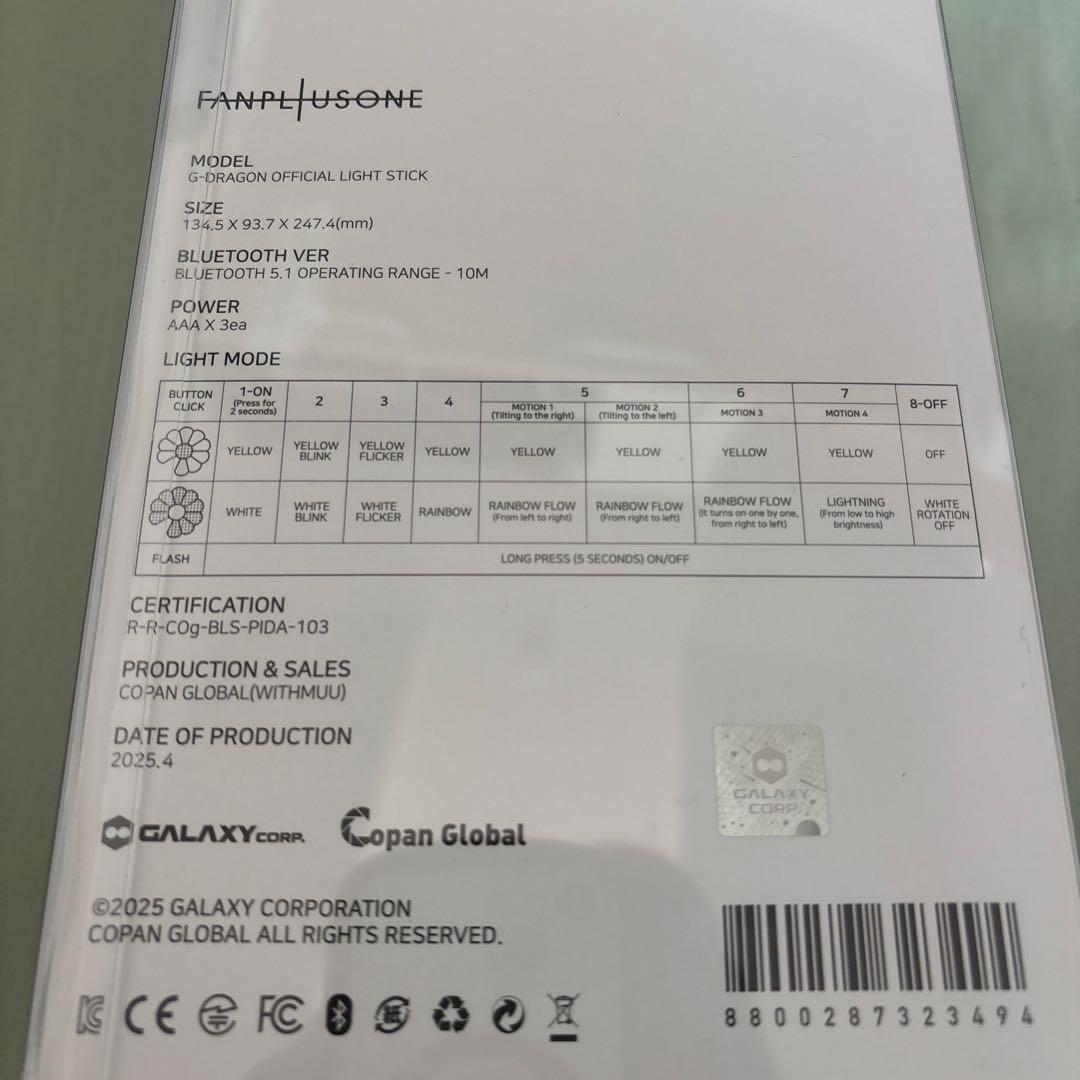 FANPLUSONE
MODEL
G-DRAGON OFFICIAL LIGHT STICK
SIZE
134.5 X 93.7 X 247.4(mm)
BLUETOOTH VER
BLUETOOTH 5.1 OPERATING RANGE - 10M
POWER
AAA X 3ea
LIGHT MODE
BUTTON CLICK 1-ON (Press for 2 seconds) 2 3 4 5 6 7 8-OFF
MOTION 1 (Tilting to the right) MOTION 2 (Tilting to the left) MOTION 3 MOTION 4
YELLOW YELLOW BLINK YELLOW FLICKER YELLOW YELLOW YELLOW YELLOW YELLOW OFF
WHITE WHITE BLINK WHITE FLICKER RAINBOW RAINBOW FLOW (From left to right) RAINBOW FLOW (From right to left) RAINBOW FLOW (It turns on one by one, from right to left) LIGHTNING (From low to high brightness) WHITE ROTATION OFF
FLASH LONG PRESS (5 SECONDS) ON/OFF
CERTIFICATION
R-R-COg-BLS-PIDA-103
PRODUCTION & SALES
COPAN GLOBAL(WITHMUU)
DATE OF PRODUCTION
2025.4
GALAXY CORP.
GALAXY CORP. Copan Global
©2025 GALAXY CORPORATION
COPAN GLOBAL ALL RIGHTS RESERVED.
KC CE FC
8800287323494